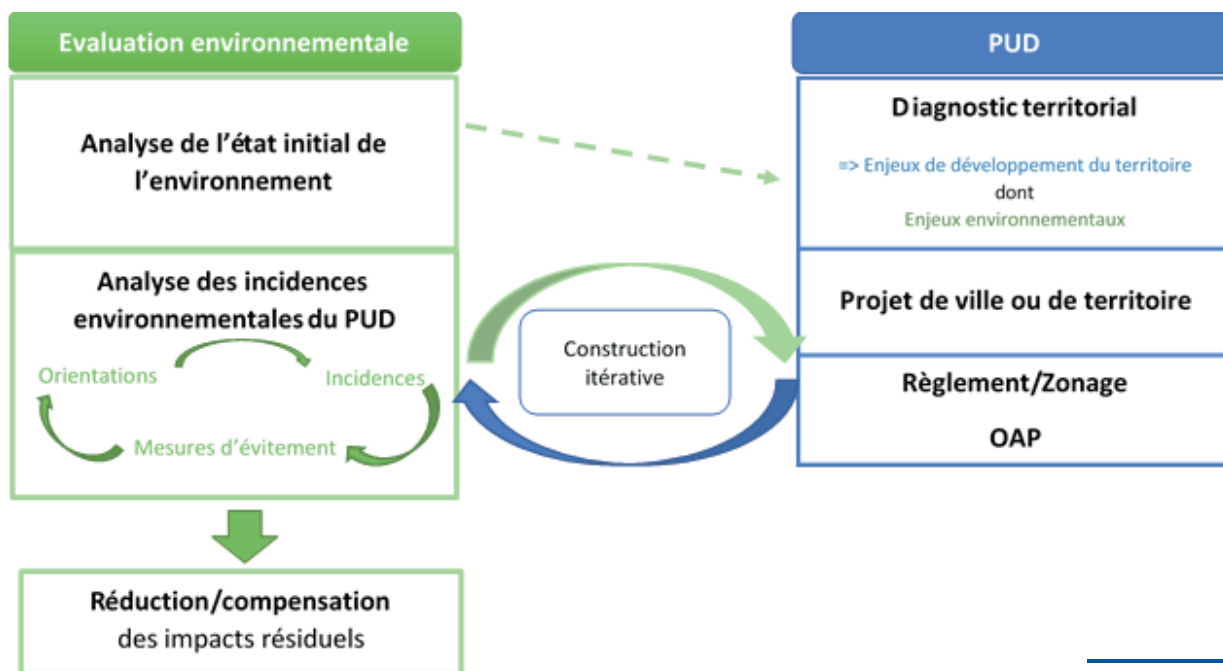 Evaluation environnementale
Analyse de l’état initial de
l’environnement
Analyse des incidences
environnementales du PUD
Orientations
Incidences
Mesures d’évitement
Réduction/compensation
des impacts résiduels
Construction
itérative
PUD
Diagnostic territorial
=> Enjeux de développement du territoire
dont
Enjeux environnementaux
Projet de ville ou de territoire
Règlement/Zonage
OAP